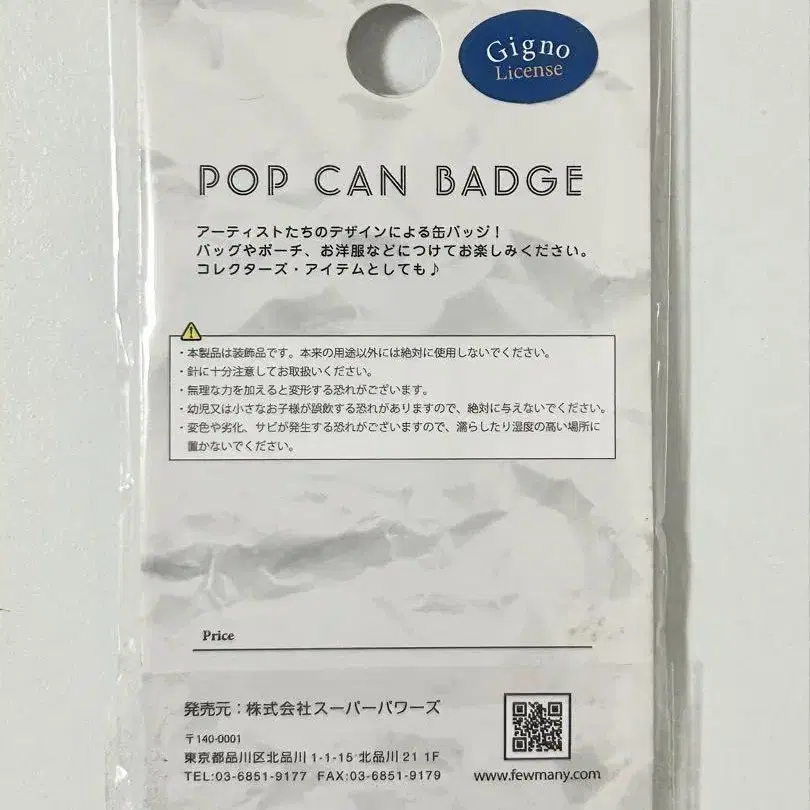 Gigno
License
POP CAN BADGE
アーティストたちのデザインによる缶バッジ！
バッグやポーチ、お洋服などにつけてお楽しみください。
コレクターズ・アイテムとしても♪
・本製品は装飾品です。本来の用途以外には絶対に使用しないでください。
・針に十分注意してお取扱いください。
・無理な力を加えると変形する恐れがございます。
・幼児又は小さなお子様が誤飲する恐れがありますので、絶対に与えないでください。
・変色や劣化、サビが発生する恐れがございますので、濡らしたり湿度の高い場所に
置かないでください。
Price
発売元：株式会社スーパーパワーズ
〒140-0001
東京都品川区北品川 1-1-15 北品川 21 1F
TEL:03-6851-9177 FAX:03-6851-9179
www.fewmany.com